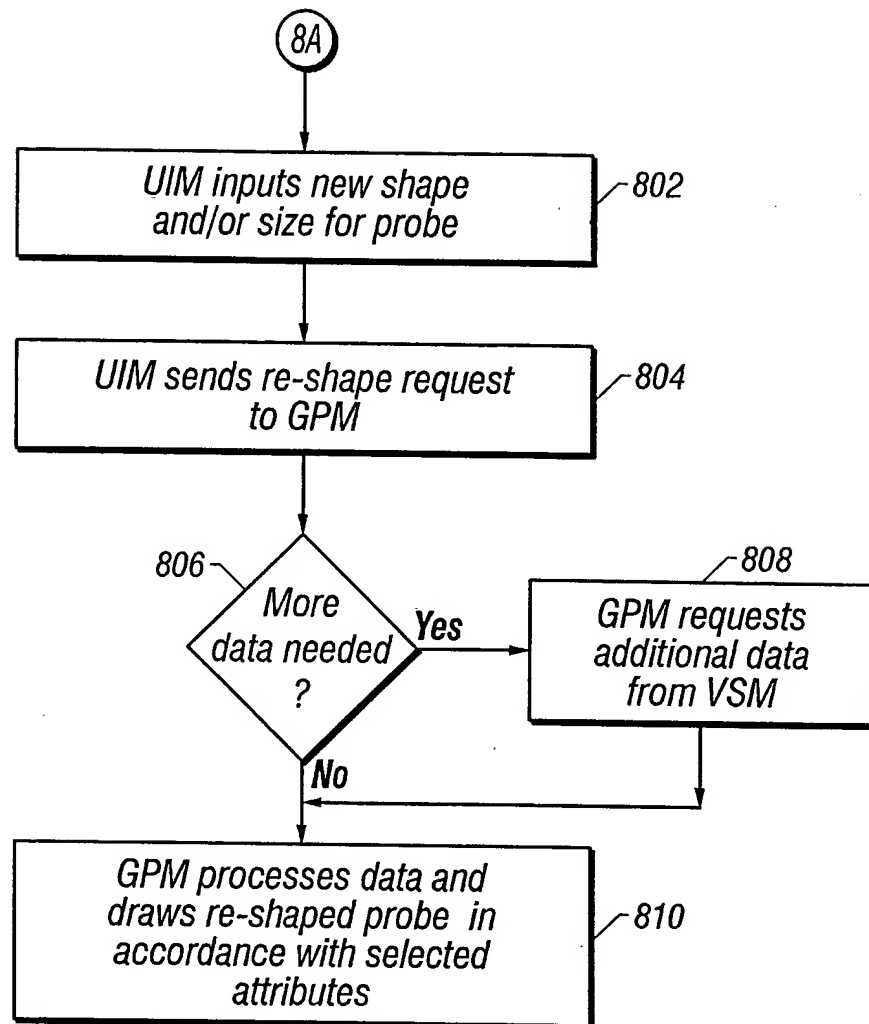 8A
UIM inputs new shape
and/or size for probe
802
UIM sends re-shape request
to GPM
804
806
More
data needed
?
Yes
808
GPM requests
additional data
from VSM
No
GPM processes data and
draws re-shaped probe in
accordance with selected
attributes
810